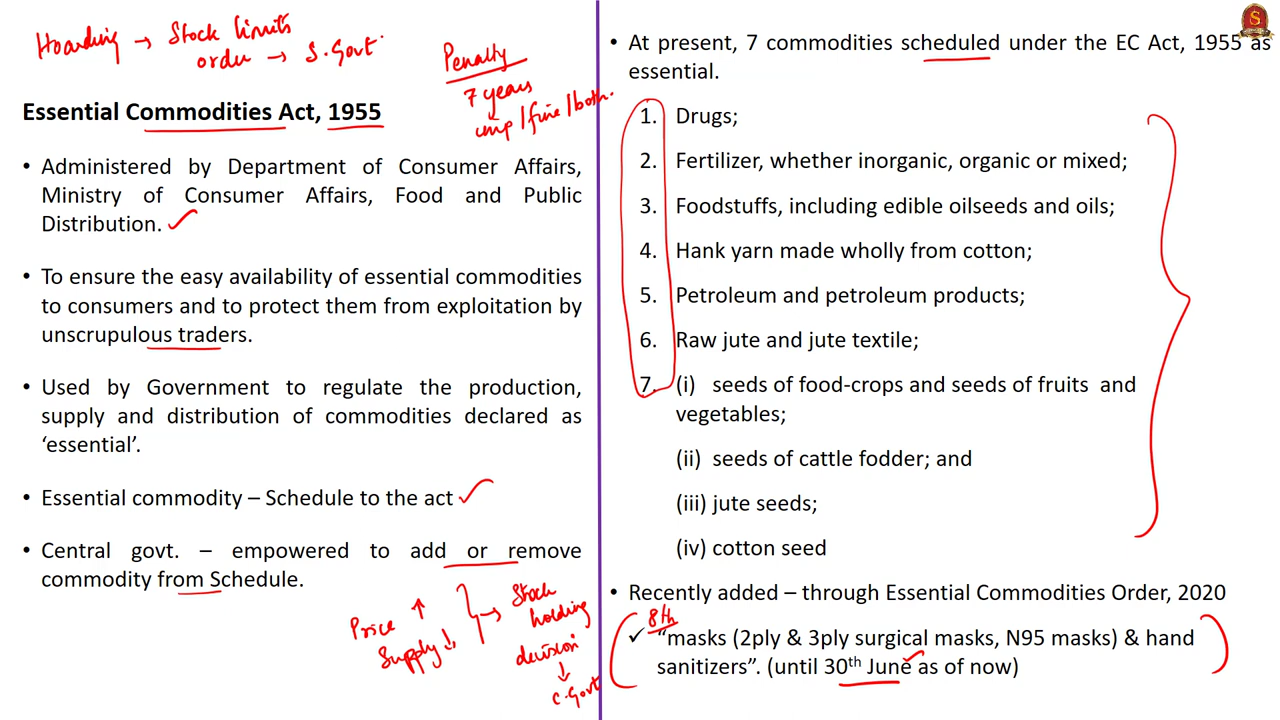 Hoarding → Stock limits
order → S.Govt.
Penalty
7 years
imp/fine/both.
Essential Commodities Act, 1955
• Administered by Department of Consumer Affairs,
Ministry of Consumer Affairs, Food and Public
Distribution. ✓
• To ensure the easy availability of essential commodities
to consumers and to protect them from exploitation by
unscrupulous traders.
• Used by Government to regulate the production,
supply and distribution of commodities declared as
‘essential’.
• Essential commodity – Schedule to the act ✓
• Central govt. – empowered to add or remove
commodity from Schedule.
Price ↑
Supply ↓
→ Stock
holding
decision
↓
C.Govt
• At present, 7 commodities scheduled under the EC Act, 1955 as
essential.
1. Drugs;
2. Fertilizer, whether inorganic, organic or mixed;
3. Foodstuffs, including edible oilseeds and oils;
4. Hank yarn made wholly from cotton;
5. Petroleum and petroleum products;
6. Raw jute and jute textile;
7. (i) seeds of food-crops and seeds of fruits and
vegetables;
(ii) seeds of cattle fodder; and
(iii) jute seeds;
(iv) cotton seed
• Recently added – through Essential Commodities Order, 2020
8th
✓ “masks (2ply & 3ply surgical masks, N95 masks) & hand
sanitizers”. (until 30th June as of now)